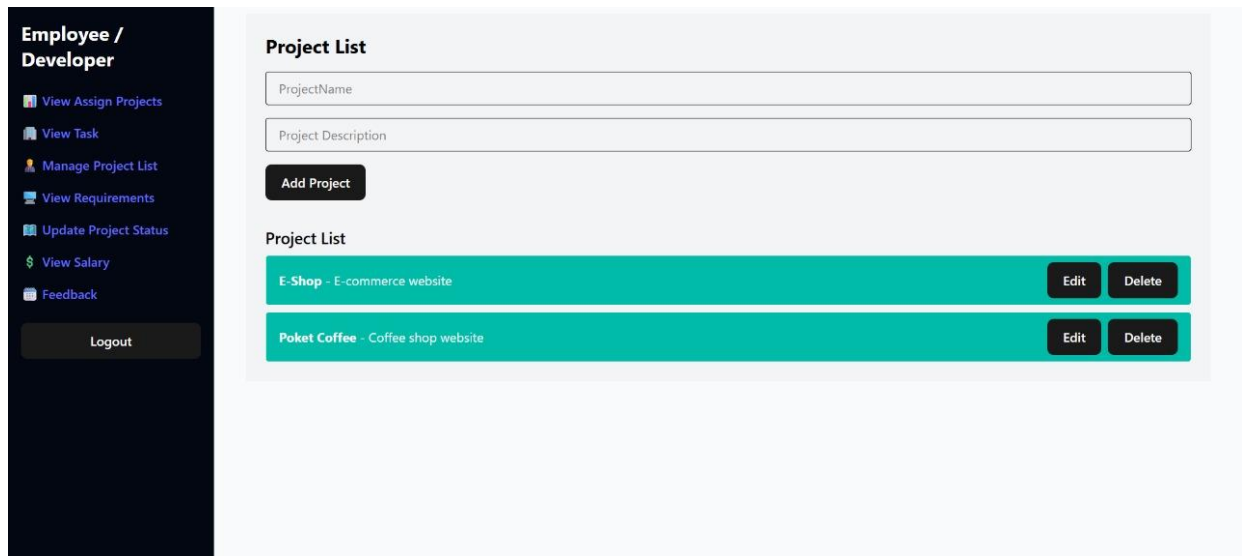 Employee /
Developer
View Assign Projects
View Task
Manage Project List
View Requirements
Update Project Status
$ View Salary
Feedback
Logout
Project List
ProjectName
Project Description
Add Project
Project List
E-Shop - E-commerce website Edit Delete
Poket Coffee - Coffee shop website Edit Delete